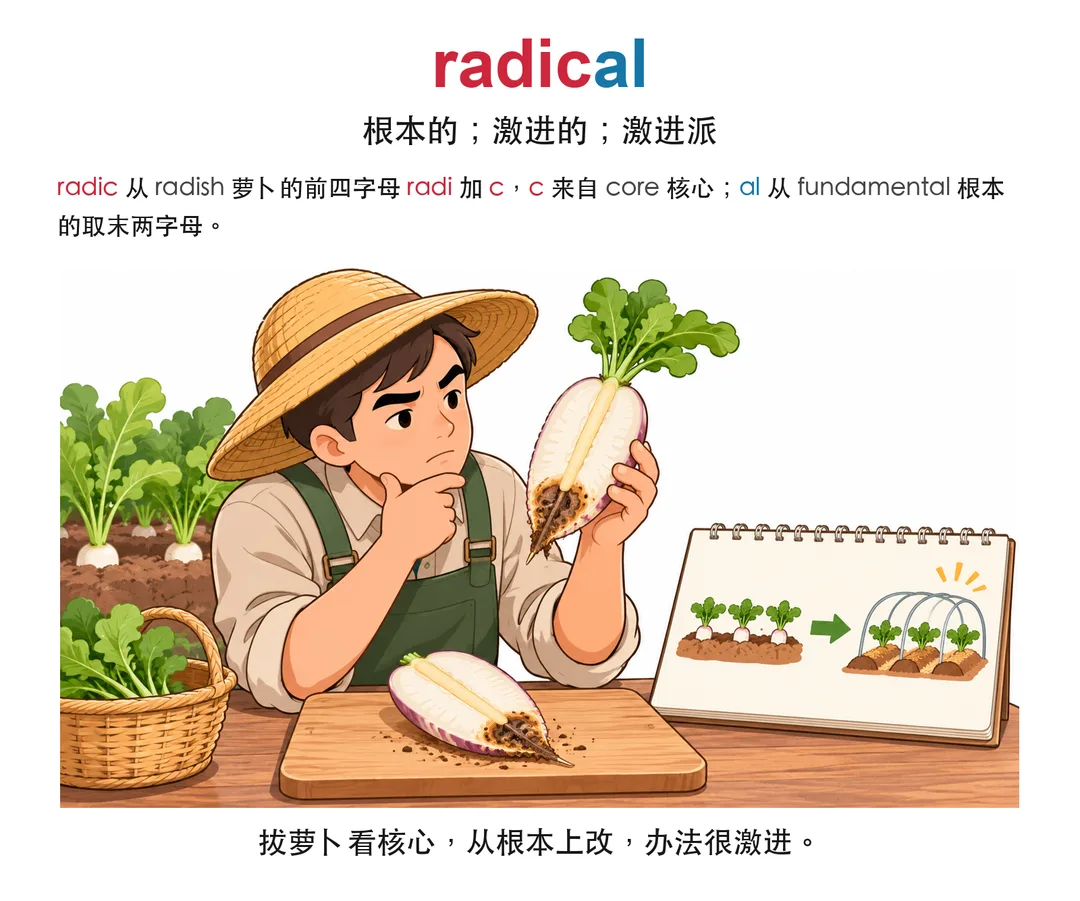 radical
根本的；激进的；激进派
radic 从 radish 萝卜的前四字母 radi 加 c，c 来自 core 核心；al 从 fundamental 根本
的取末两字母。
拔萝卜看核心，从根本上改，办法很激进。